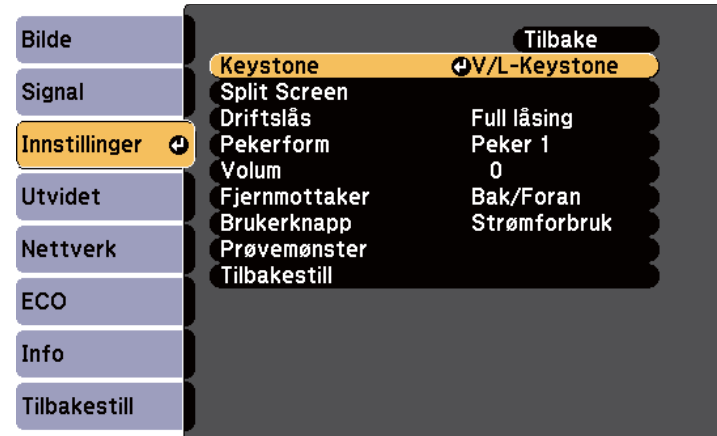 Bilde
Signal
Innstillinger
Utvidet
Nettverk
ECO
Info
Tilbakestill
Tilbake
Keystone V/L-Keystone
Split Screen
Driftslås Full låsing
Pekerform Peker 1
Volum 0
Fjernmottaker Bak/Foran
Brukerknapp Strømforbruk
Prøvemønster
Tilbakestill